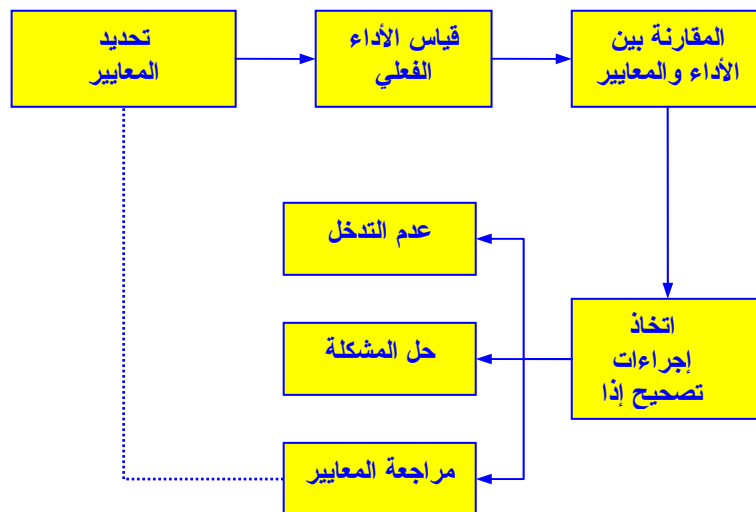 تحديد
المعايير
قياس الأداء
الفعلي
المقارنة بين
الأداء والمعايير
عدم التدخل
حل المشكلة
مراجعة المعايير
اتخاذ
إجراءات
تصحيح إذا